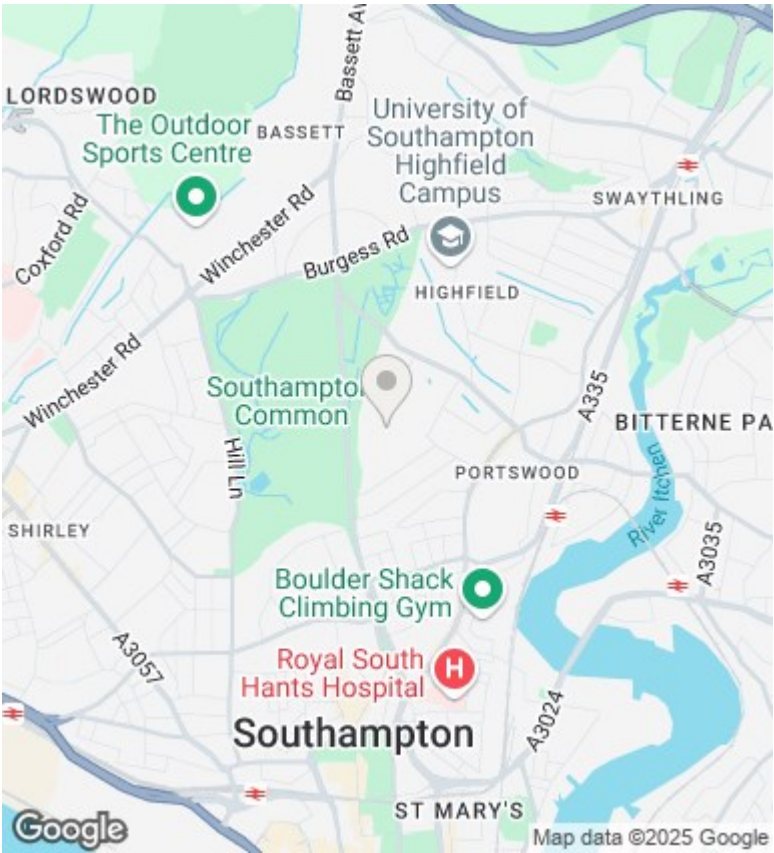 Bassett Av
LORDSWOOD
The Outdoor
Sports Centre
BASSETT
University of
Southampton
Highfield
Campus
SWAYTHLING
Coxford Rd
Winchester Rd
Burgess Rd
HIGHFIELD
Winchester Rd
Southampton
Common
A335
BITTERNE PA
Hill Ln
PORTSWOOD
River Itchen
SHIRLEY
A3035
Boulder Shack
Climbing Gym
A3057
Royal South
Hants Hospital
H
A3024
Southampton
ST MARY'S
Google
Map data ©2025 Google